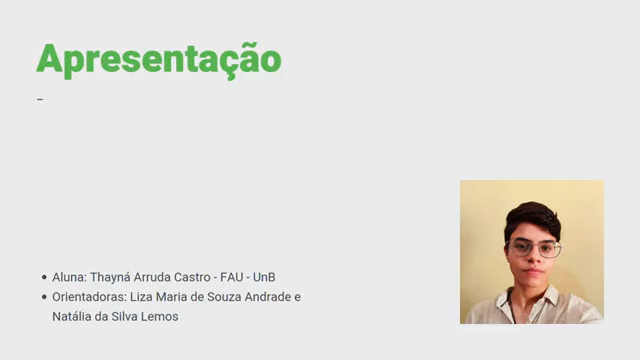 Apresentação
–
Aluna: Thayná Arruda Castro - FAU - UnB
Orientadoras: Liza Maria de Souza Andrade e
Natália da Silva Lemos